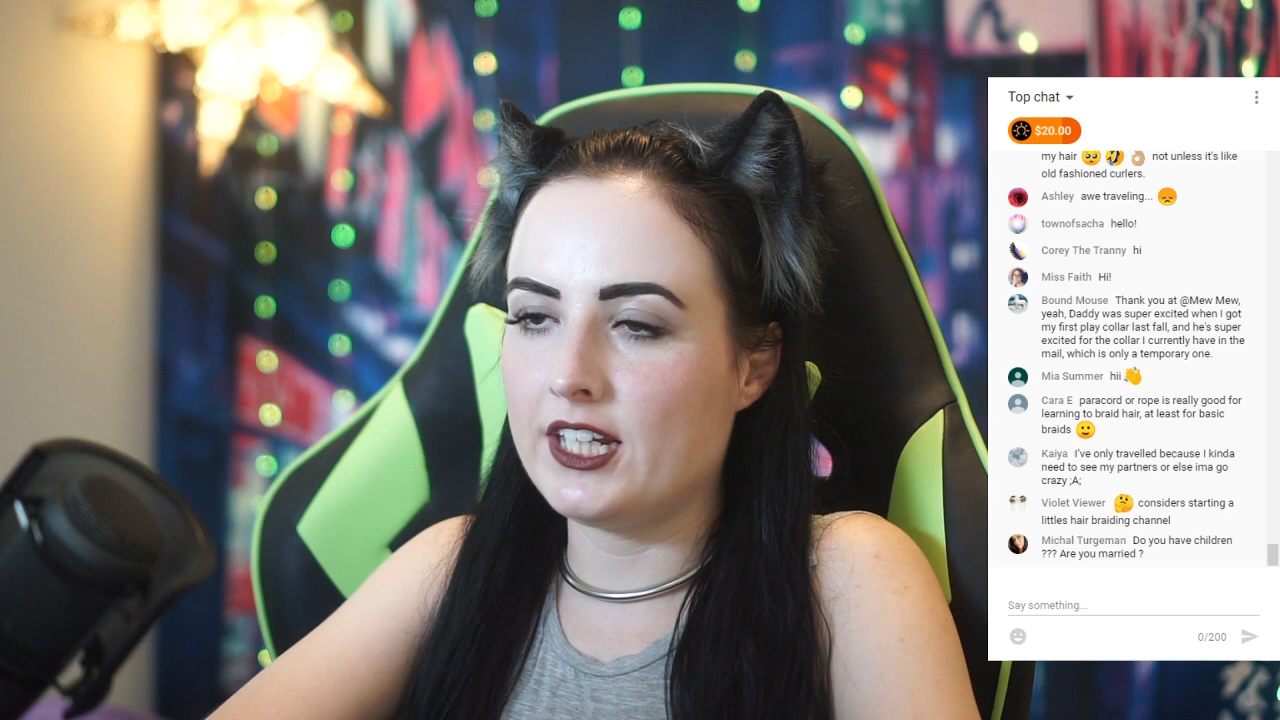 Top chat
$20.00
my hair 🥺 🤣 👌🏼 not unless it's like
old fashioned curlers.
Ashley awe traveling... 😞
townofsacha hello!
Corey The Tranny hi
Miss Faith Hi!
Bound Mouse Thank you at @Mew Mew,
yeah, Daddy was super excited when I got
my first play collar last fall, and he's super
excited for the collar I currently have in the
mail, which is only a temporary one.
Mia Summer hii 👋
Cara E paracord or rope is really good for
learning to braid hair, at least for basic
braids 🙂
Kaiya I've only travelled because I kinda
need to see my partners or else ima go
crazy ;A;
Violet Viewer 🤔 considers starting a
littles hair braiding channel
Michal Turgeman Do you have children
??? Are you married ?
Say something...
0/200